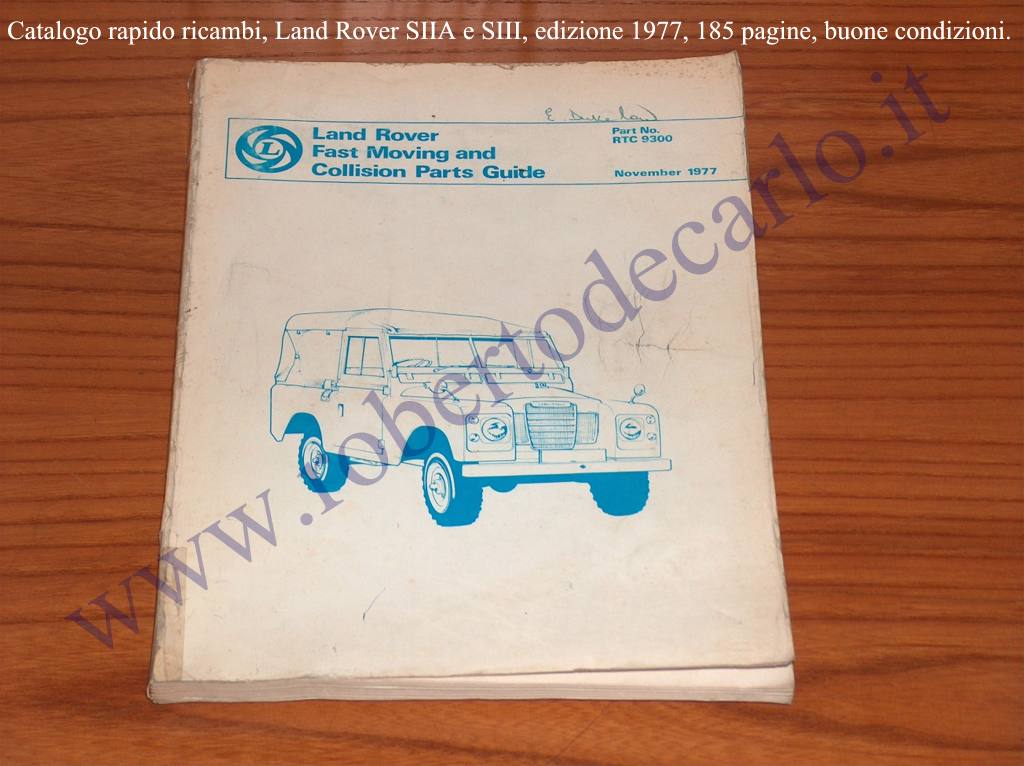 Catalogo rapido ricambi, Land Rover SIIA e SIII, edizione 1977, 185 pagine, buone condizioni.
E.
L
Land Rover
Fast Moving and
Collision Parts Guide
Part No.
RTC 9300
November 1977
www.robertodecarlo.it